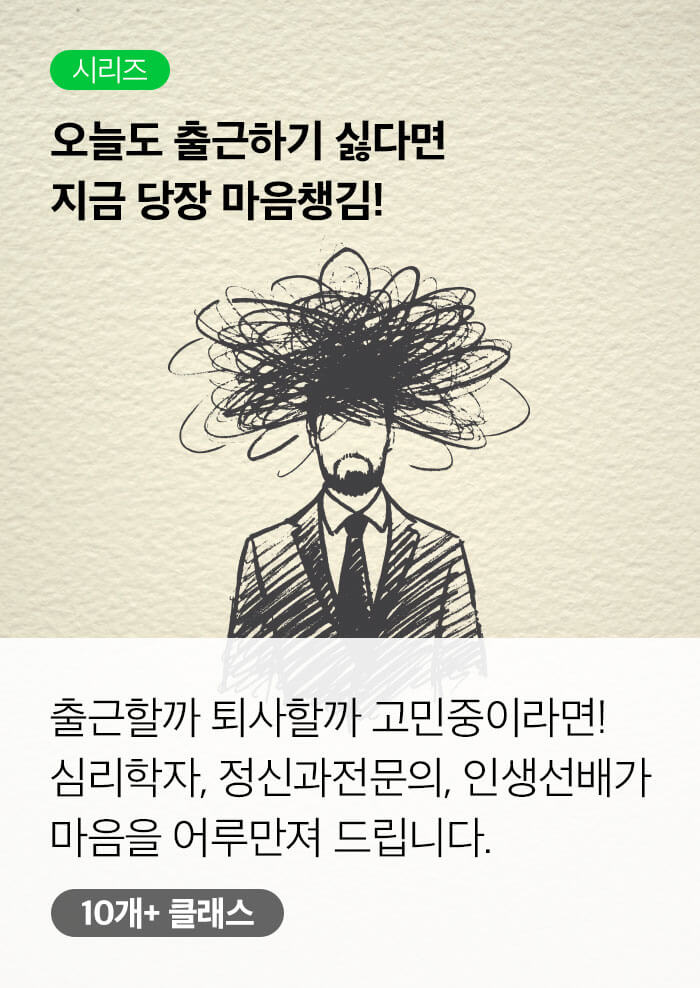 시리즈
오늘도 출근하기 싫다면
지금 당장 마음챙김!
출근할까 퇴사할까 고민중이라면!
심리학자, 정신과전문의, 인생선배가
마음을 어루만져 드립니다.
10개+ 클래스